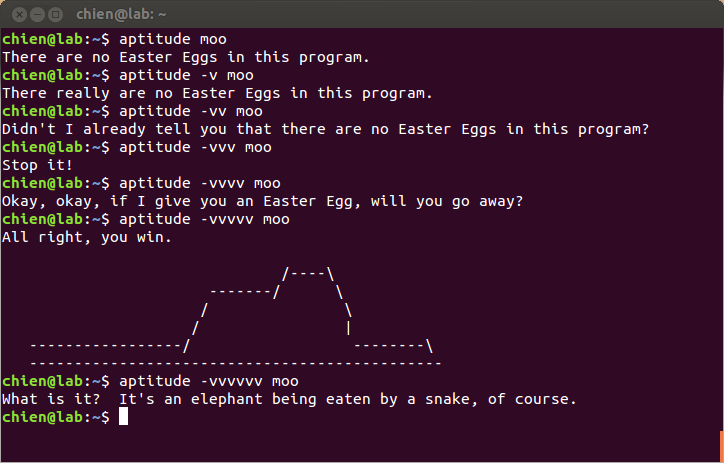 chien@lab: ~
chien@lab:~$ aptitude moo
There are no Easter Eggs in this program.
chien@lab:~$ aptitude -v moo
There really are no Easter Eggs in this program.
chien@lab:~$ aptitude -vv moo
Didn't I already tell you that there are no Easter Eggs in this program?
chien@lab:~$ aptitude -vvv moo
Stop it!
chien@lab:~$ aptitude -vvvv moo
Okay, okay, if I give you an Easter Egg, will you go away?
chien@lab:~$ aptitude -vvvvv moo
All right, you win.

                               /----\
                       -------/      \
                      /               \
                     /                |
   -----------------/                  --------\
   ----------------------------------------------
chien@lab:~$ aptitude -vvvvvv moo
What is it?  It's an elephant being eaten by a snake, of course.
chien@lab:~$